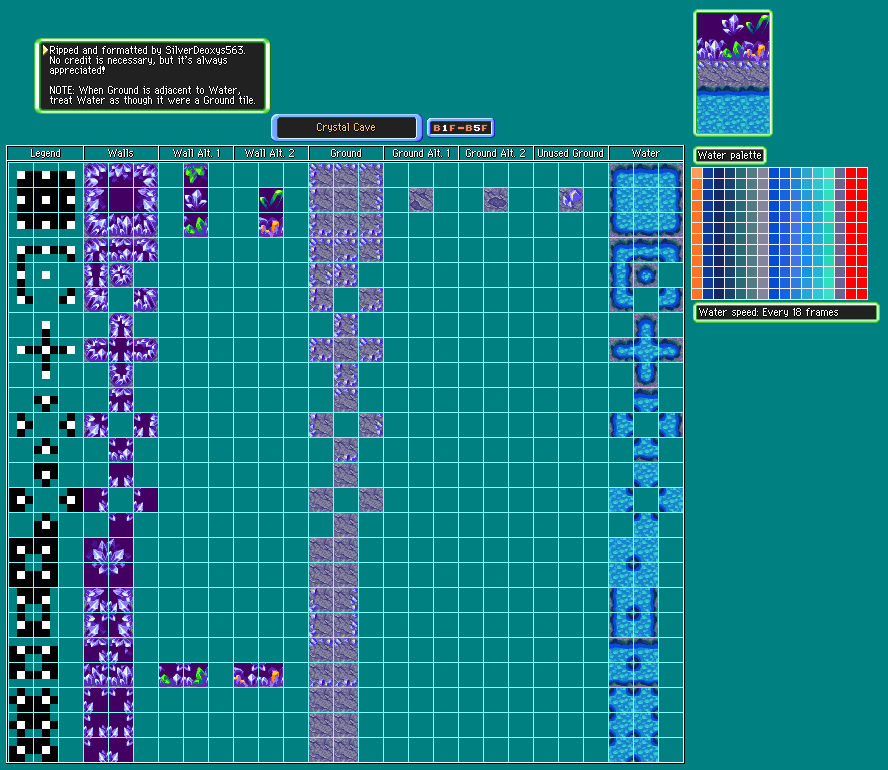 Ripped and formatted by SilverDeoxys563.
No credit is necessary, but it's always
appreciated!
NOTE: When Ground is adjacent to Water,
treat Water as though it were a Ground tile.
Crystal Cave
B1F-B5F
Legend Walls Wall Alt. 1 Wall Alt. 2 Ground Ground Alt. 1 Ground Alt. 2 Unused Ground Water
Water palette
Water speed: Every 18 frames